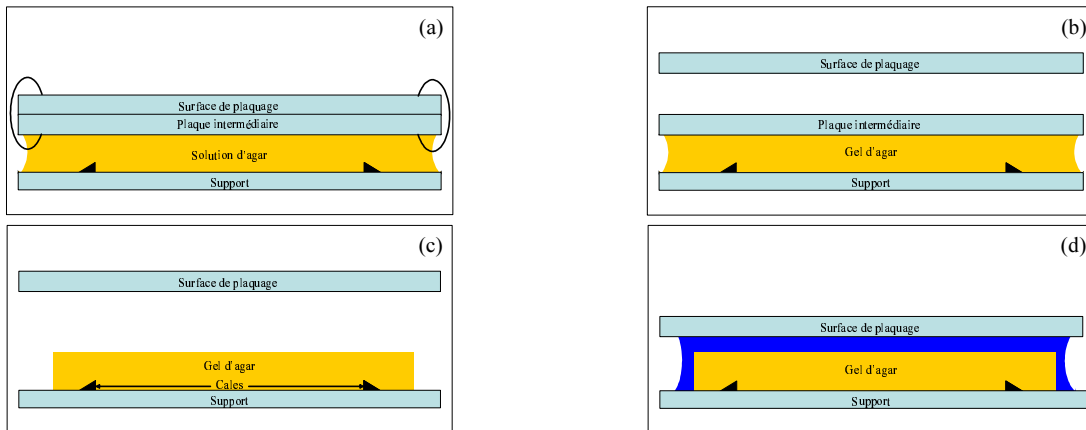 (a)
Surface de plaquage
Plaque intermédiaire
Solution d'agar
Support
(b)
Surface de plaquage
Plaque intermédiaire
Gel d'agar
Support
(c)
Surface de plaquage
Gel d'agar
Cales
Support
(d)
Surface de plaquage
Gel d'agar
Support